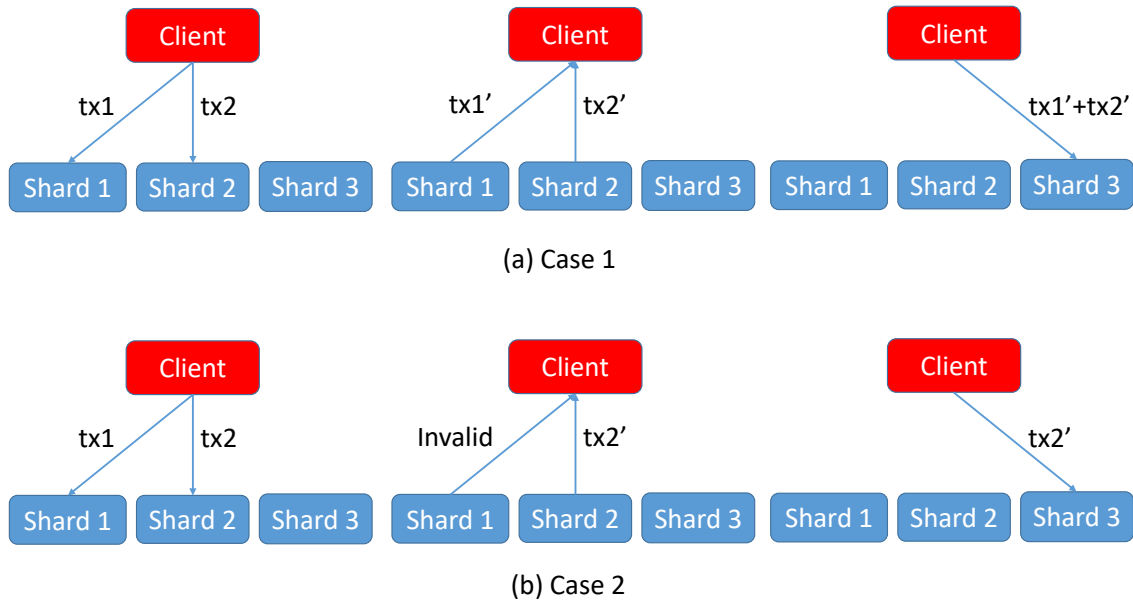 Client Client Client
tx1 tx2 tx1’ tx2’ tx1’+tx2’
Shard 1 Shard 2 Shard 3 Shard 1 Shard 2 Shard 3 Shard 1 Shard 2 Shard 3
(a) Case 1
Client Client Client
tx1 tx2 Invalid tx2’ tx2’
Shard 1 Shard 2 Shard 3 Shard 1 Shard 2 Shard 3 Shard 1 Shard 2 Shard 3
(b) Case 2